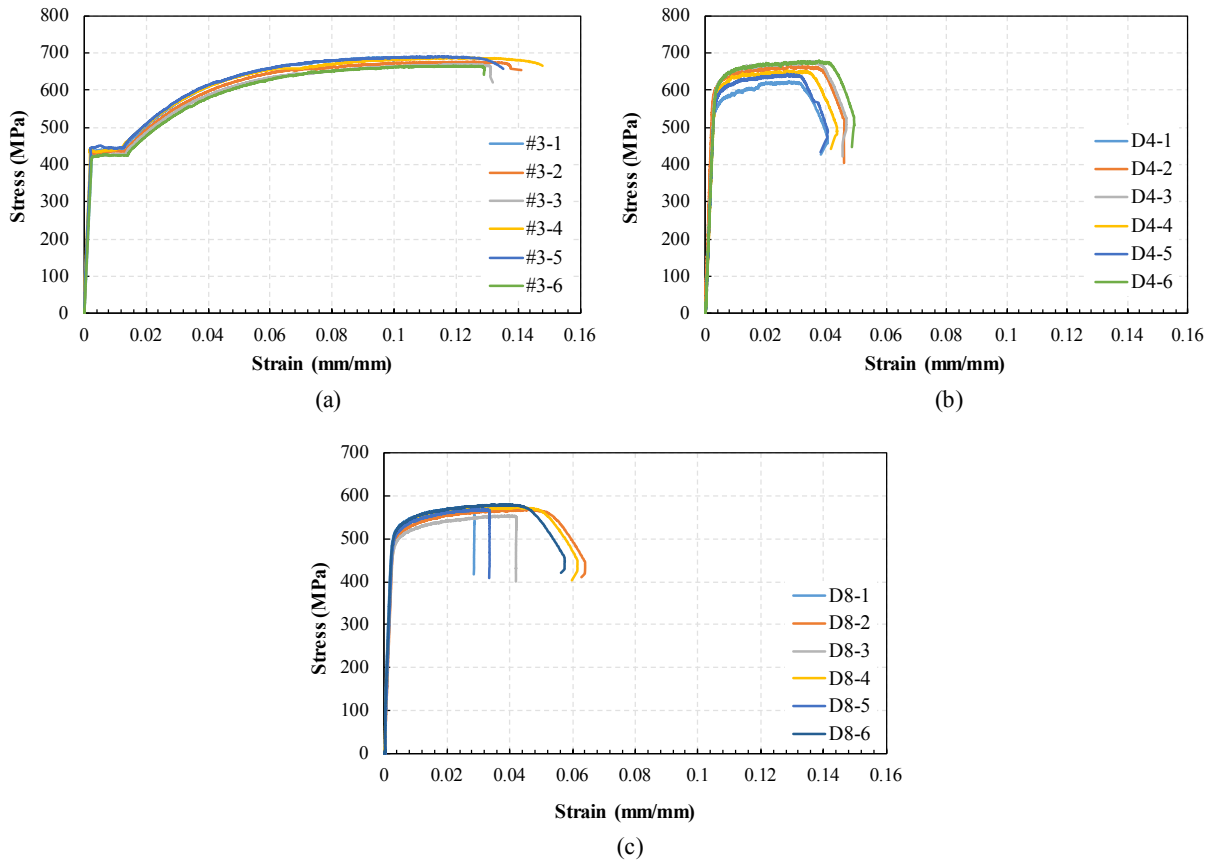 800
700
600
500
400
300
200
100
0
Stress (MPa)
0 0.02 0.04 0.06 0.08 0.1 0.12 0.14 0.16
Strain (mm/mm)
#3-1
#3-2
#3-3
#3-4
#3-5
#3-6
(a)
800
700
600
500
400
300
200
100
0
Stress (MPa)
0 0.02 0.04 0.06 0.08 0.1 0.12 0.14 0.16
Strain (mm/mm)
D4-1
D4-2
D4-3
D4-4
D4-5
D4-6
(b)
700
600
500
400
300
200
100
0
Stress (MPa)
0 0.02 0.04 0.06 0.08 0.1 0.12 0.14 0.16
Strain (mm/mm)
D8-1
D8-2
D8-3
D8-4
D8-5
D8-6
(c)